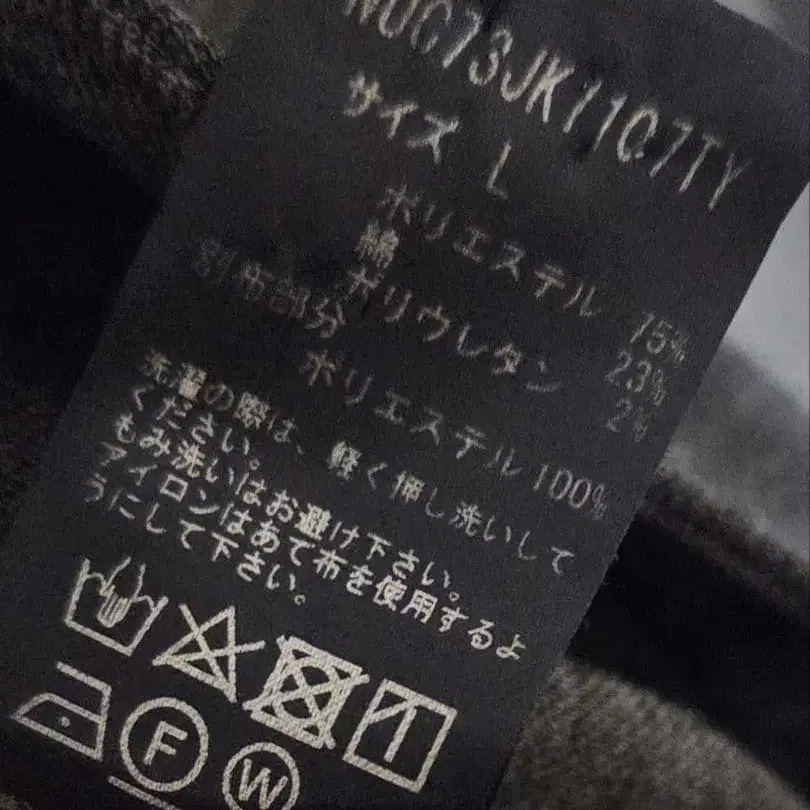 サイズ L
ポリエステル 75%
綿 23%
ポリウレタン 2%
別布部分
ポリエステル 100%
洗濯の際は、軽く押し洗いして
ください。
もみ洗いはお避け下さい。
アイロンはあて布を使用するよ
うにして下さい。
F
W